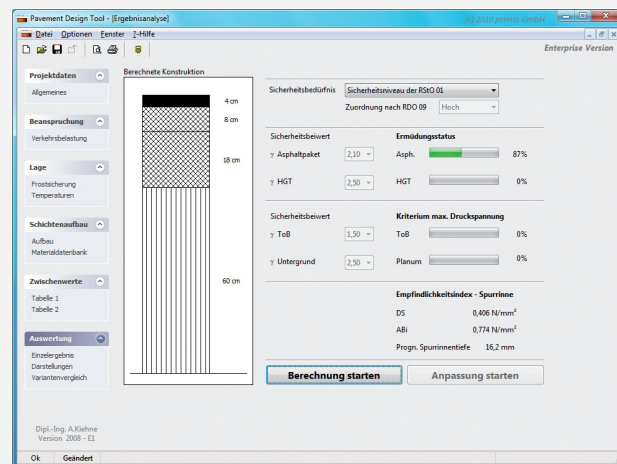 Pavement Design Tool - [Ergebnisanalyse]
(c) 2010 primus GmbH
Datei Optionen Fenster ?-Hilfe
Enterprise Version
Projektdaten
Allgemeines
Beanspruchung
Verkehrsbelastung
Lage
Frostsicherung
Temperaturen
Schichtenaufbau
Aufbau
Materialdatenbank
Zwischenwerte
Tabelle 1
Tabelle 2
Auswertung
Einzelergebnis
Darstellungen
Variantenvergleich
Dipl.-Ing. A.Kiehne
Version 2008 - E1
Berechnete Konstruktion
4 cm
8 cm
18 cm
60 cm
Sicherheitsbedürfnis Sicherheitsniveau der RStO 01
Zuordnung nach RDO 09 Hoch
Sicherheitsbeiwert Ermüdungsstatus
γ Asphaltpaket 2,10 Asph. 87%
γ HGT 2,50 HGT 0%
Sicherheitsbeiwert Kriterium max. Druckspannung
γ ToB 1,50 ToB 0%
γ Untergrund 2,50 Planum 0%
Empfindlichkeitsindex - Spurrinne
DS 0,406 N/mm²
ABi 0,774 N/mm²
Progn. Spurrinnentiefe 16,2 mm
Berechnung starten Anpassung starten
Ok Geändert